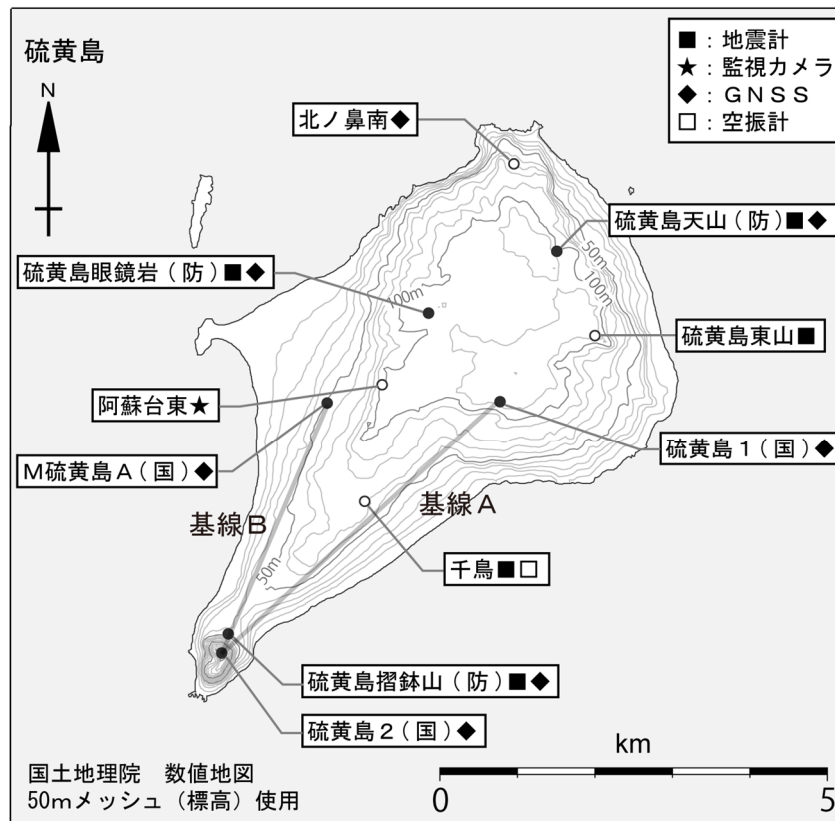 硫黄島
N
■：地震計
★：監視カメラ
◆：ＧＮＳＳ
□：空振計
北ノ鼻南◆
硫黄島天山（防）■◆
50m
100m
硫黄島眼鏡岩（防）■◆
100m
硫黄島東山■
阿蘇台東★
硫黄島１（国）◆
M硫黄島Ａ（国）◆
基線Ａ
基線Ｂ
千鳥■□
50m
硫黄島摺鉢山（防）■◆
硫黄島２（国）◆
km
0
5
国土地理院　数値地図
50mメッシュ（標高）使用